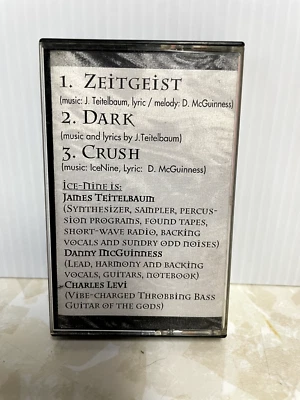 1. Zeitgeist
(music: J. Teitelbaum, lyric / melody: D. McGuinness)
2. Dark
(music and lyrics by J.Teitelbaum)
3. Crush
(music: IceNine, Lyric: D. McGuinness)
Ice-Nine is:
James Teitelbaum
(Synthesizer, sampler, percus-
sion programs, found tapes,
short-wave radio, backing
vocals and sundry odd noises)
Danny McGuinness
(Lead, harmony and backing
vocals, guitars, notebook)
Charles Levi
(Vibe-charged Throbbing Bass
Guitar of the gods)